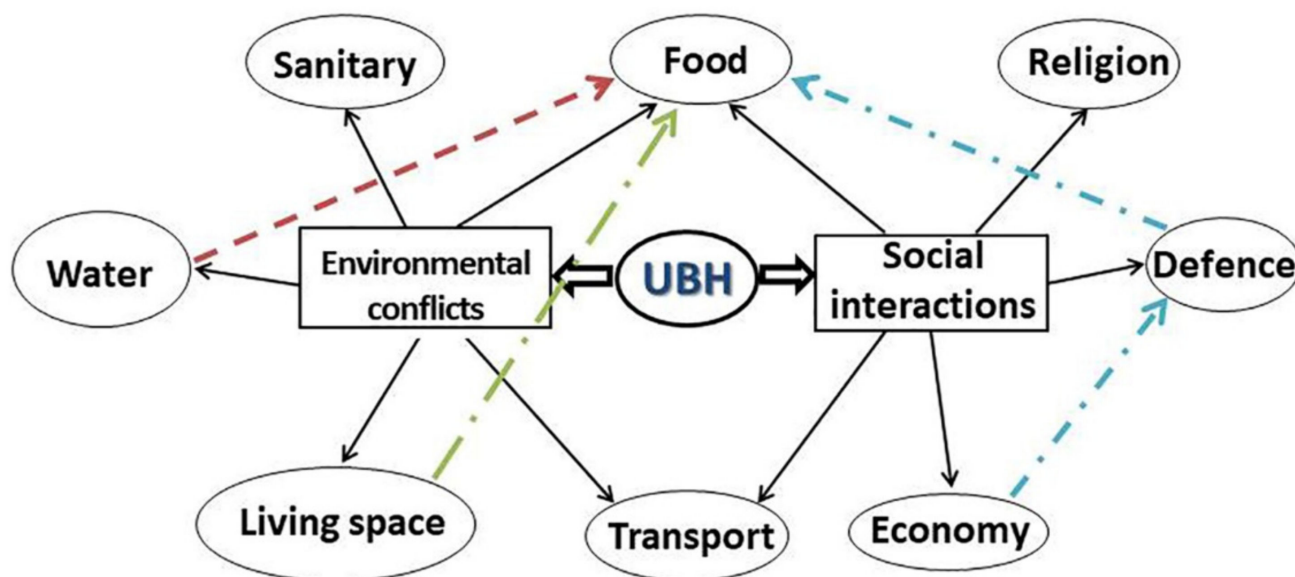 Sanitary
Food
Religion
Water
Environmental
conflicts
UBH
Social
interactions
Defence
Living space
Transport
Economy